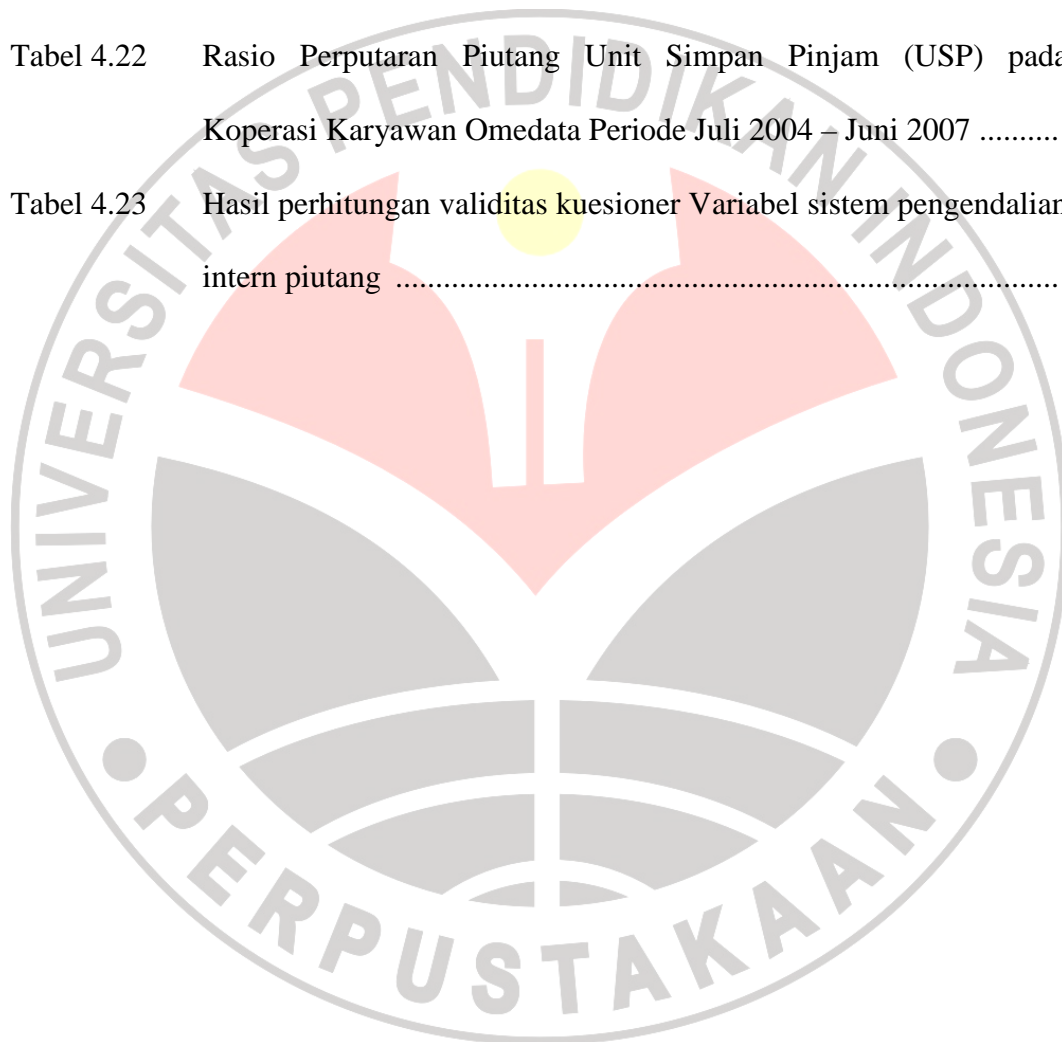 Tabel 4.22 Rasio Perputaran Piutang Unit Simpan Pinjam (USP) pada
Koperasi Karyawan Omedata Periode Juli 2004 – Juni 2007 ..........
Tabel 4.23 Hasil perhitungan validitas kuesioner Variabel sistem pengendalian
intern piutang ........................................................................
UNIVERSITAS PENDIDIKAN INDONESIA
PERPUSTAKAAN